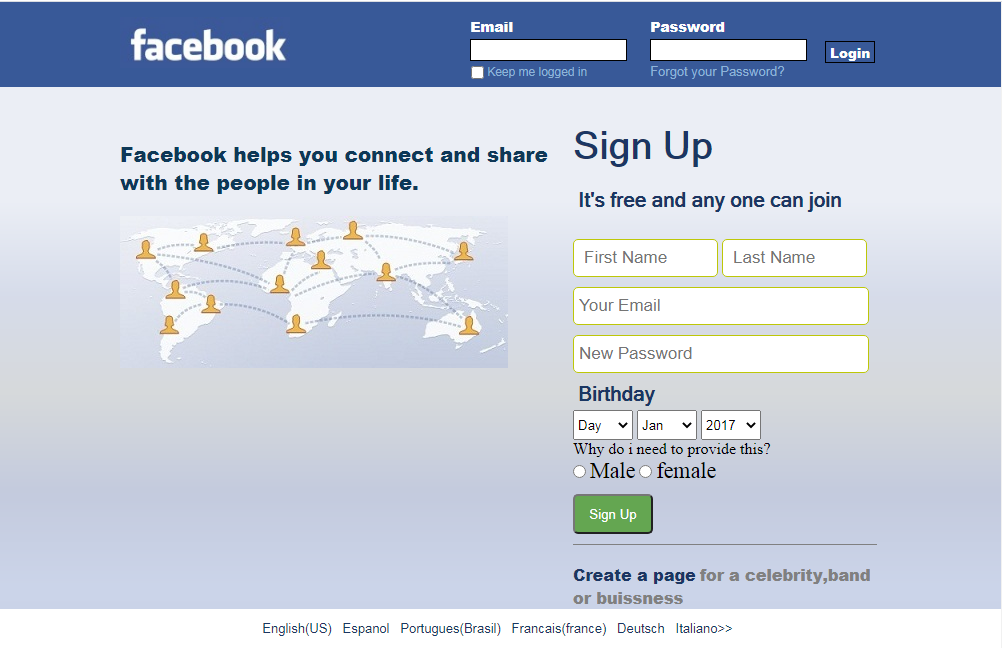 facebook
Email
Password
Login
Keep me logged in
Forgot your Password?
Facebook helps you connect and share
with the people in your life.
Sign Up
It's free and any one can join
First Name
Last Name
Your Email
New Password
Birthday
Day
Jan
2017
Why do i need to provide this?
Male
female
Sign Up
Create a page for a celebrity,band
or buissness
English(US) Espanol Portugues(Brasil) Francais(france) Deutsch Italiano>>